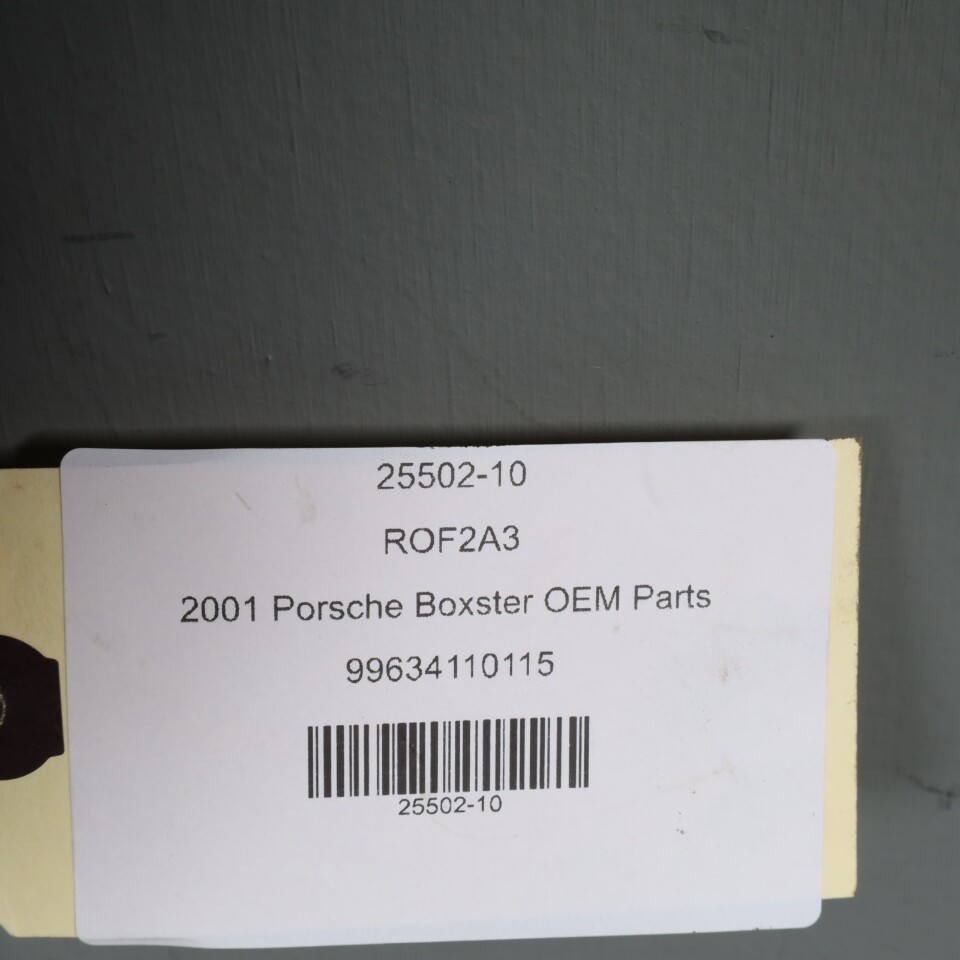 25502-10
ROF2A3
2001 Porsche Boxster OEM Parts
99634110115
25502-10